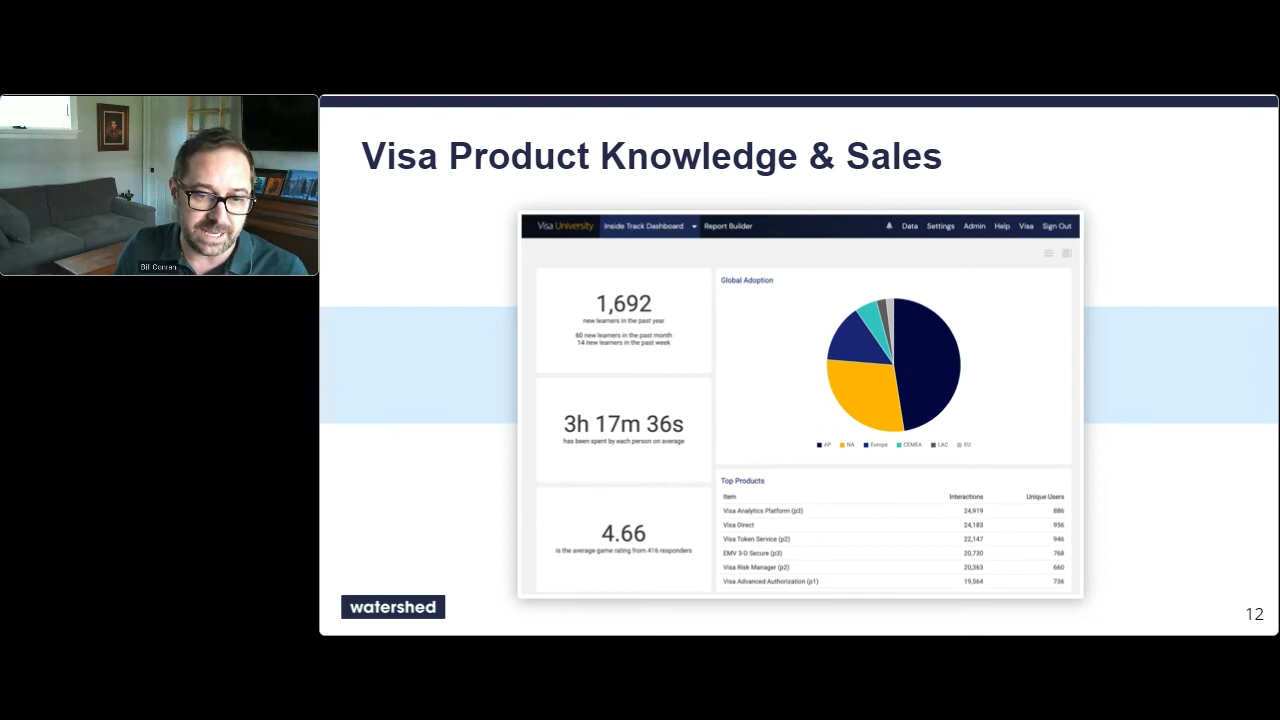 Bill Conran
Visa Product Knowledge & Sales
Visa University
Inside Track Dashboard
Report Builder
Data
Settings
Admin
Help
Visa
Sign Out
1,692
new learners in the past year
60 new learners in the past month
14 new learners in the past week
3h 17m 36s
has been spent by each person on average
4.66
is the average game rating from 416 responders
Global Adoption
AP NA Europe CEMEA LAC EU
Top Products
Item Interactions Unique Users
Visa Analytics Platform (p3) 24,919 886
Visa Direct 24,183 956
Visa Token Service (p2) 22,147 946
EMV 3-D Secure (p3) 20,730 768
Visa Risk Manager (p2) 20,363 660
Visa Advanced Authorization (p1) 19,564 736
watershed
12